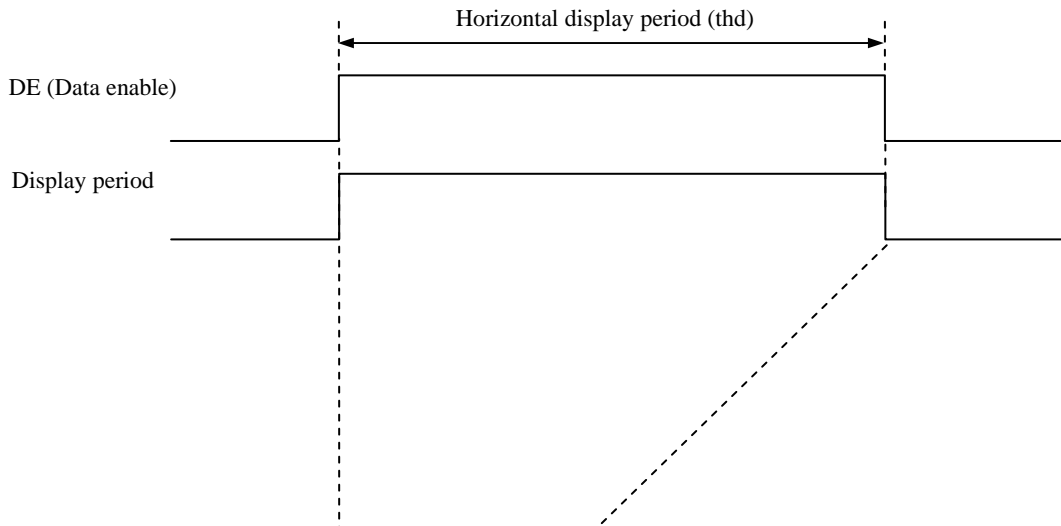 Horizontal display period (thd)
DE (Data enable)
Display period